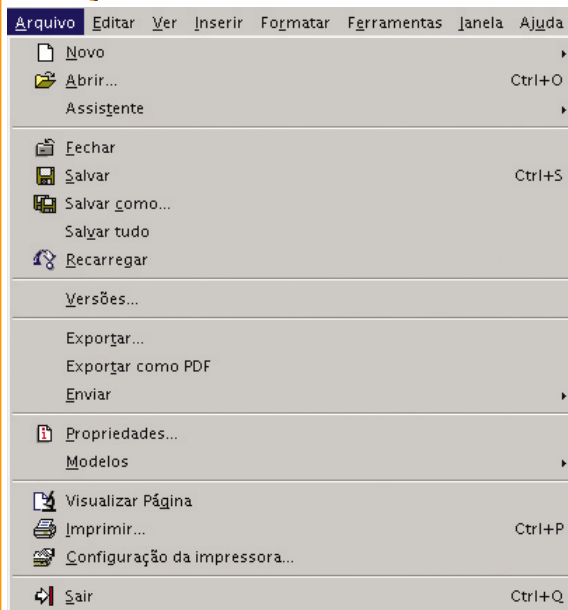 Arquivo Editar Ver Inserir Formatar Ferramentas Janela Ajuda
Novo
Abrir... Ctrl+O
Assistente
Fechar
Salvar Ctrl+S
Salvar como...
Salvar tudo
Recarregar
Versões...
Exportar...
Exportar como PDF
Enviar
Propriedades...
Modelos
Visualizar Página
Imprimir... Ctrl+P
Configuração da impressora...
Sair Ctrl+Q